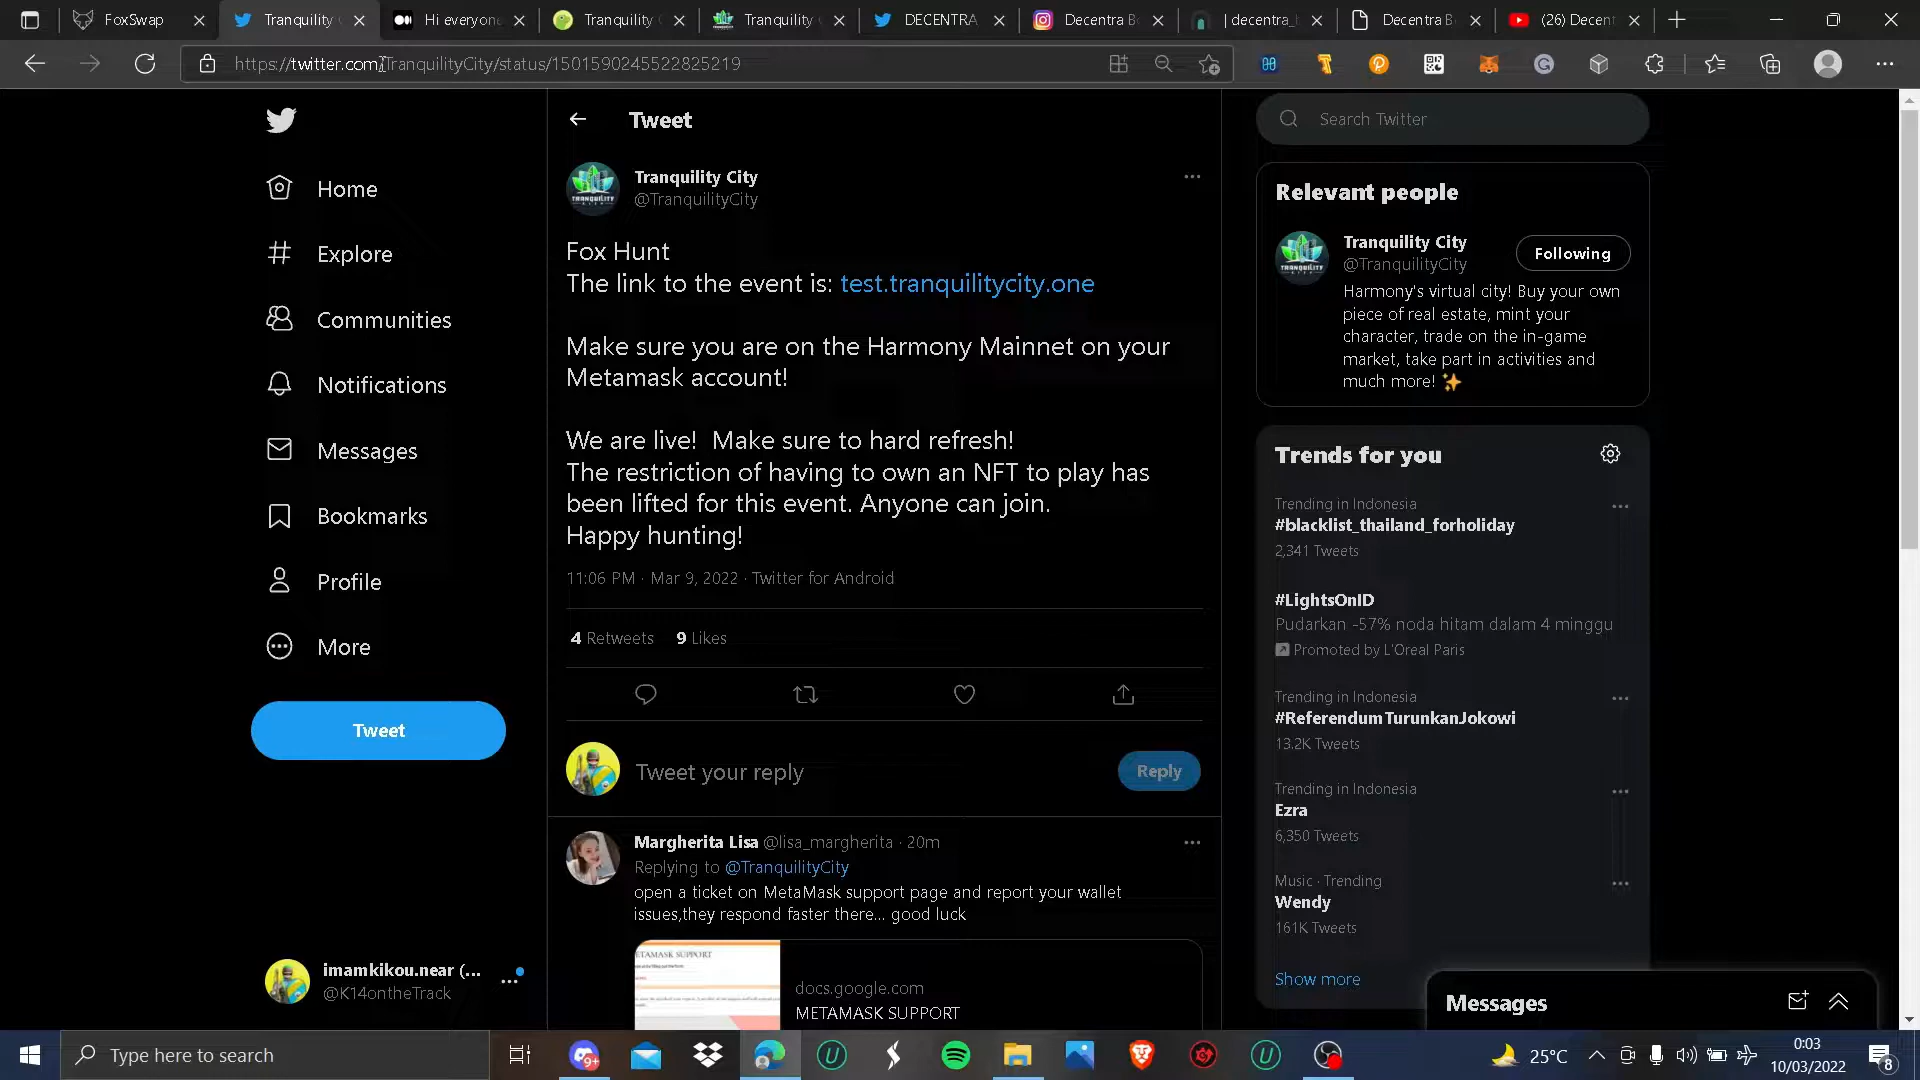 FoxSwap
Tranquility
Hi everyone
Tranquility
Tranquility
DECENTRA
Decentra B
| decentra_
Decentra B
(26) Decent
https://twitter.com/TranquilityCity/status/1501590245522825219
Home
Explore
Communities
Notifications
Messages
Bookmarks
Profile
More
Tweet
imamkikou.near (...
@K14ontheTrack
Tweet
Tranquility City
@TranquilityCity
Fox Hunt
The link to the event is: test.tranquilitycity.one
Make sure you are on the Harmony Mainnet on your
Metamask account!
We are live! Make sure to hard refresh!
The restriction of having to own an NFT to play has
been lifted for this event. Anyone can join.
Happy hunting!
11:06 PM · Mar 9, 2022 · Twitter for Android
4 Retweets 9 Likes
Tweet your reply
Reply
Margherita Lisa @lisa_margherita · 20m
Replying to @TranquilityCity
open a ticket on MetaMask support page and report your wallet
issues,they respond faster there... good luck
ETAMASK SUPPORT
docs.google.com
METAMASK SUPPORT
Search Twitter
Relevant people
Tranquility City
@TranquilityCity
Following
Harmony's virtual city! Buy your own
piece of real estate, mint your
character, trade on the in-game
market, take part in activities and
much more! ✨
Trends for you
Trending in Indonesia
#blacklist_thailand_forholiday
2,341 Tweets
#LightsOnID
Pudarkan -57% noda hitam dalam 4 minggu
Promoted by L'Oreal Paris
Trending in Indonesia
#ReferendumTurunkanJokowi
13.2K Tweets
Trending in Indonesia
Ezra
6,350 Tweets
Music · Trending
Wendy
161K Tweets
Show more
Messages
Type here to search
9+
25°C
0:03
10/03/2022
8